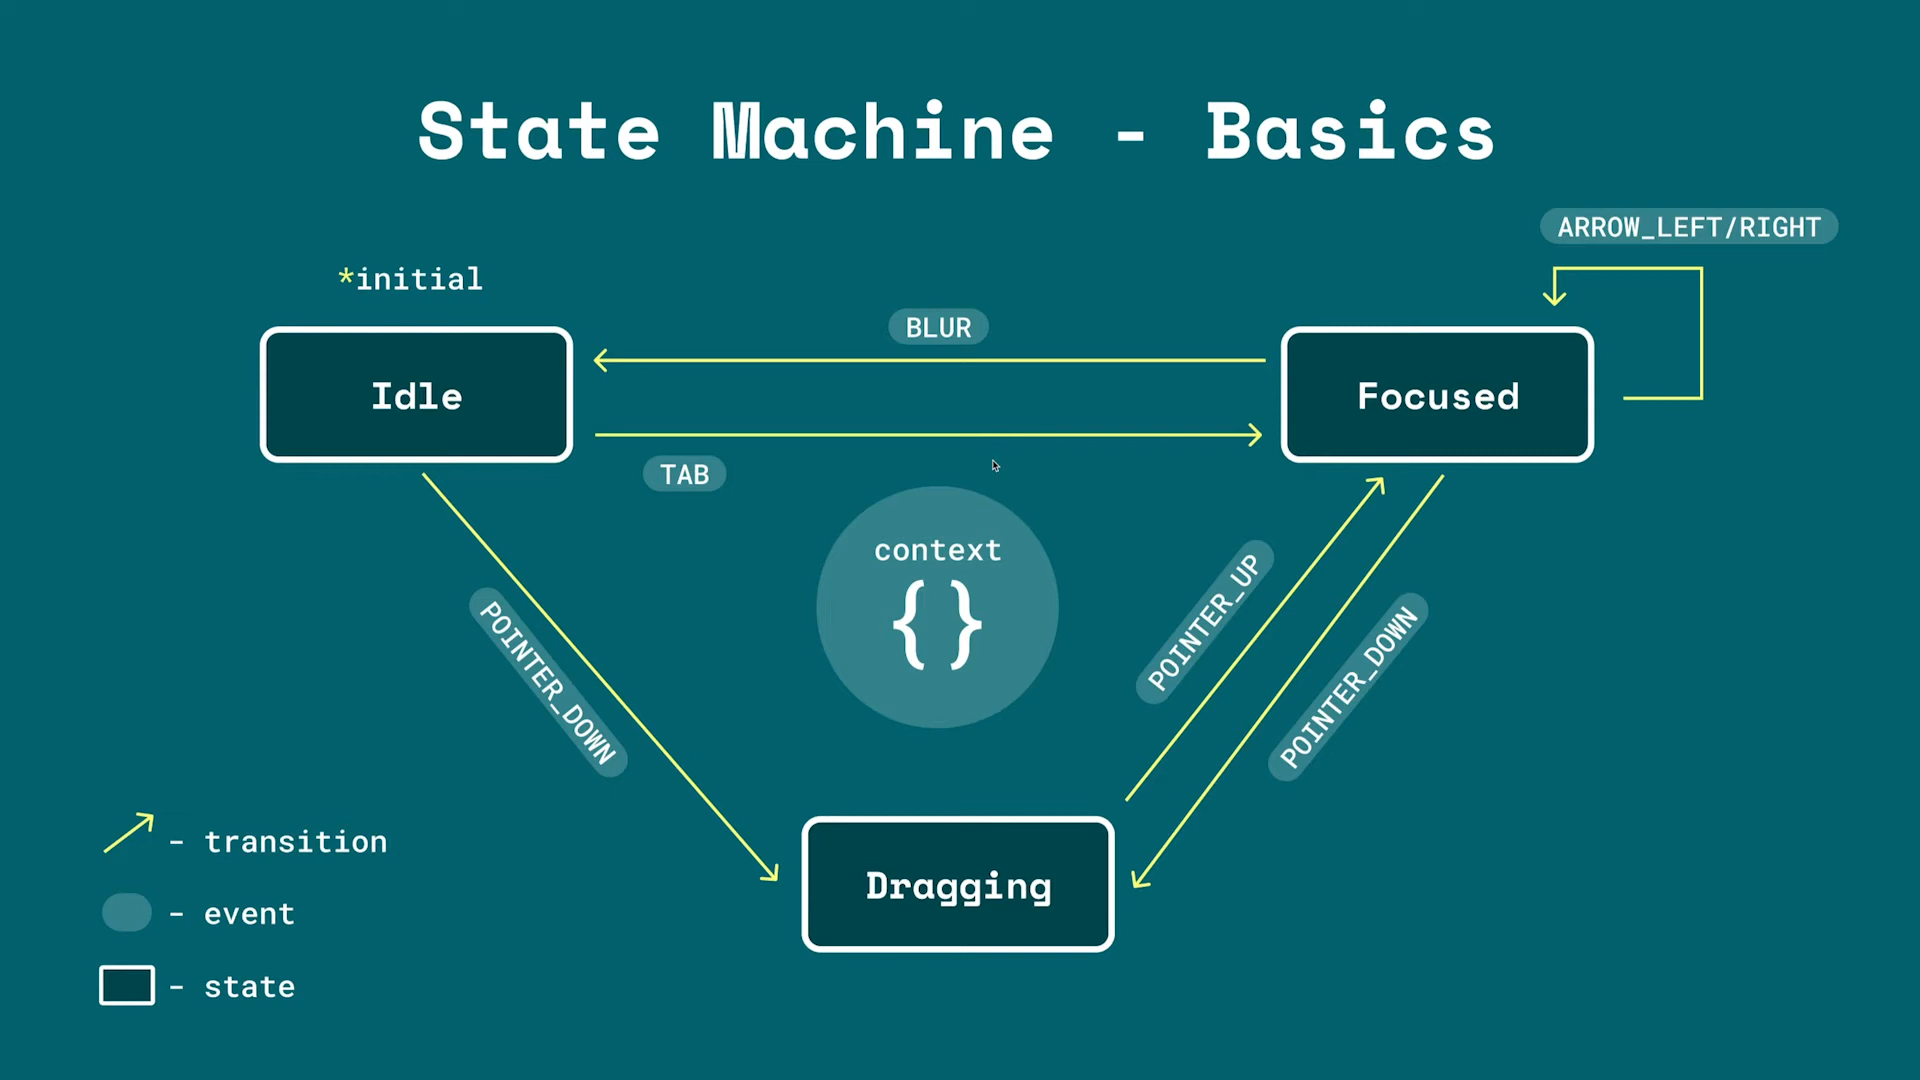 State Machine - Basics
ARROW_LEFT/RIGHT
*initial
BLUR
Idle
Focused
TAB
context
{}
POINTER_UP
POINTER_DOWN
POINTER_DOWN
Dragging
- transition
- event
- state